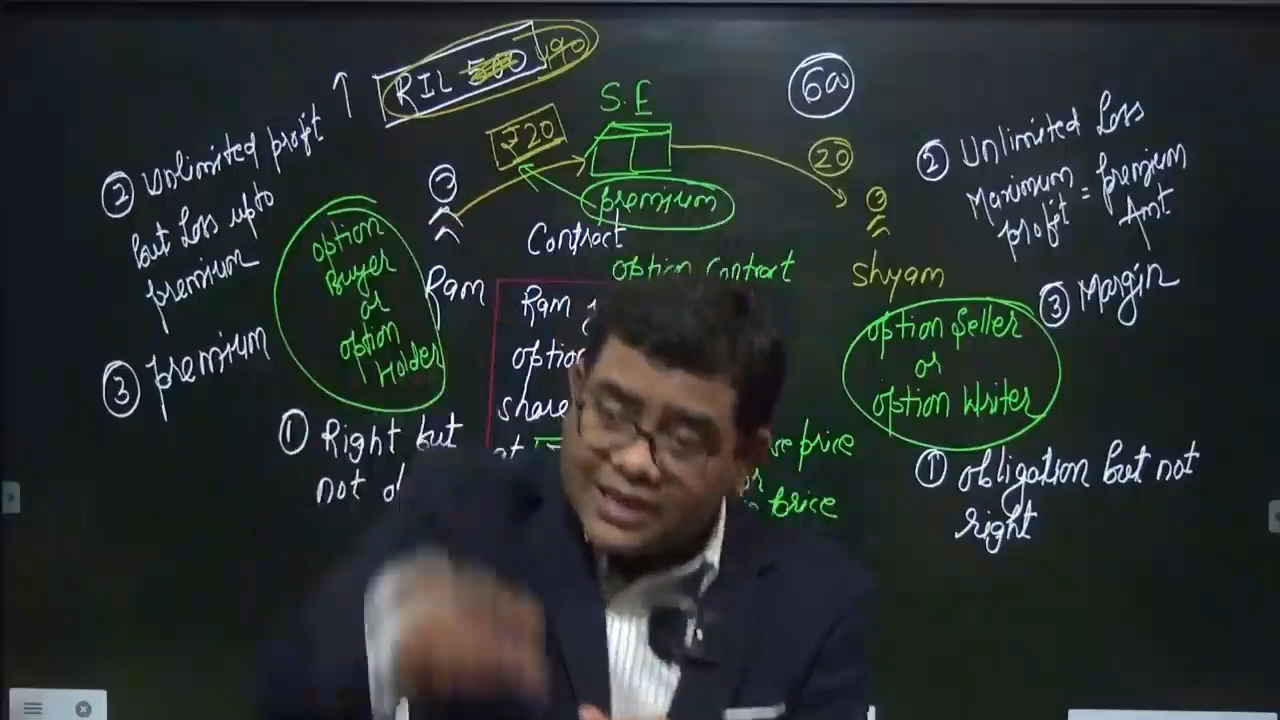 RIL 500 490
S.E
600
₹20
20
premium
Contract
option contract
Ram
Shyam
② Unlimited profit ↑
but Loss upto
premium
③ premium
option
Buyer
or
option
Holder
① Right but
not
Ram
option
share
at
price
or
price
② Unlimited Loss
Maximum profit = premium Amt
③ Margin
option Seller
or
option Writer
① obligation but not
right